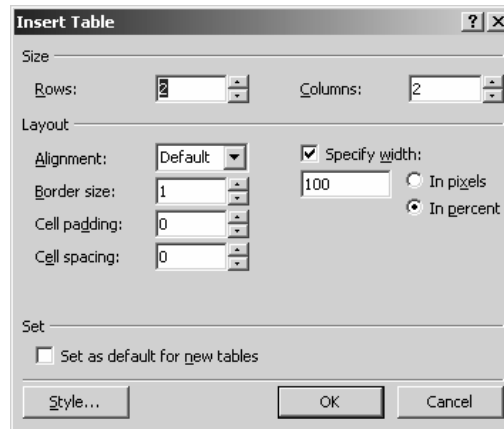 Insert Table
Size
Rows: 2 Columns: 2
Layout
Alignment: Default Specify width:
Border size: 1 100 In pixels
Cell padding: 0 In percent
Cell spacing: 0
Set
Set as default for new tables
Style... OK Cancel